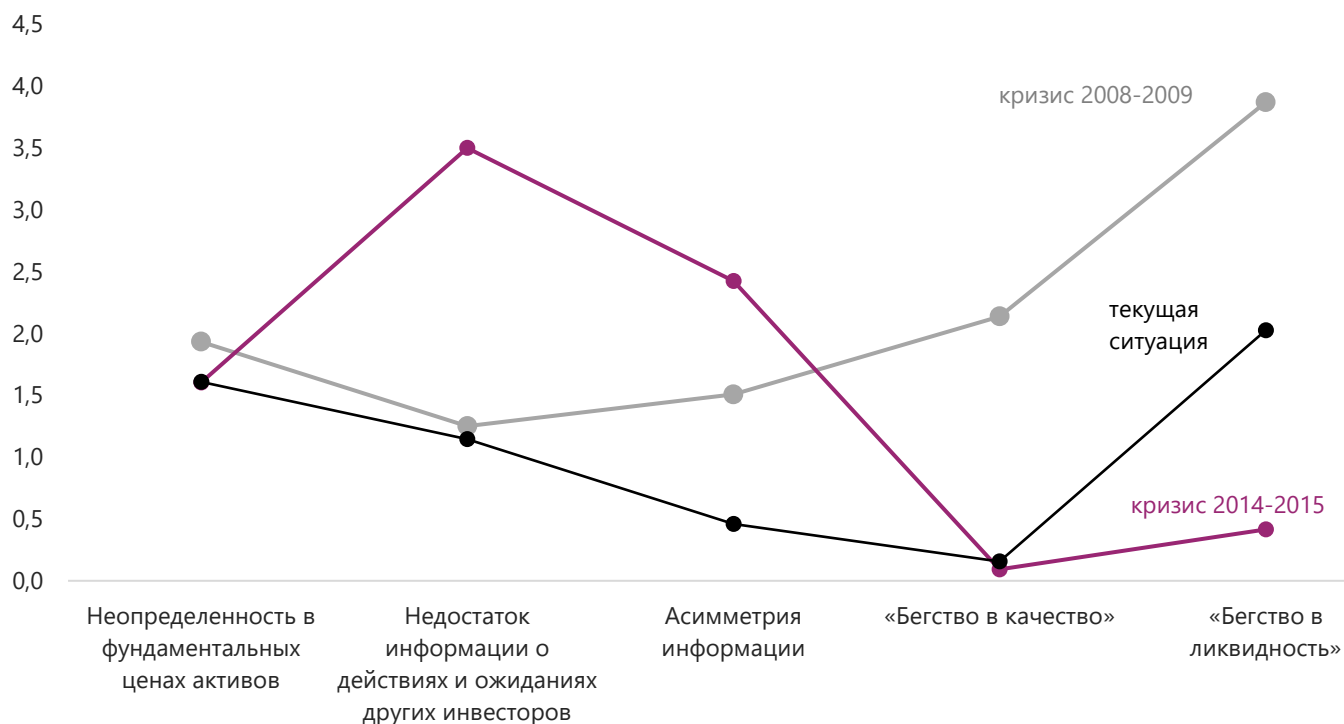 4,5
4,0
3,5
3,0
2,5
2,0
1,5
1,0
0,5
0,0
кризис 2008-2009
текущая
ситуация
кризис 2014-2015
Неопределенность в
фундаментальных
ценах активов
Недостаток
информации о
действиях и ожиданиях
других инвесторов
Асимметрия
информации
«Бегство в качество»
«Бегство в
ликвидность»